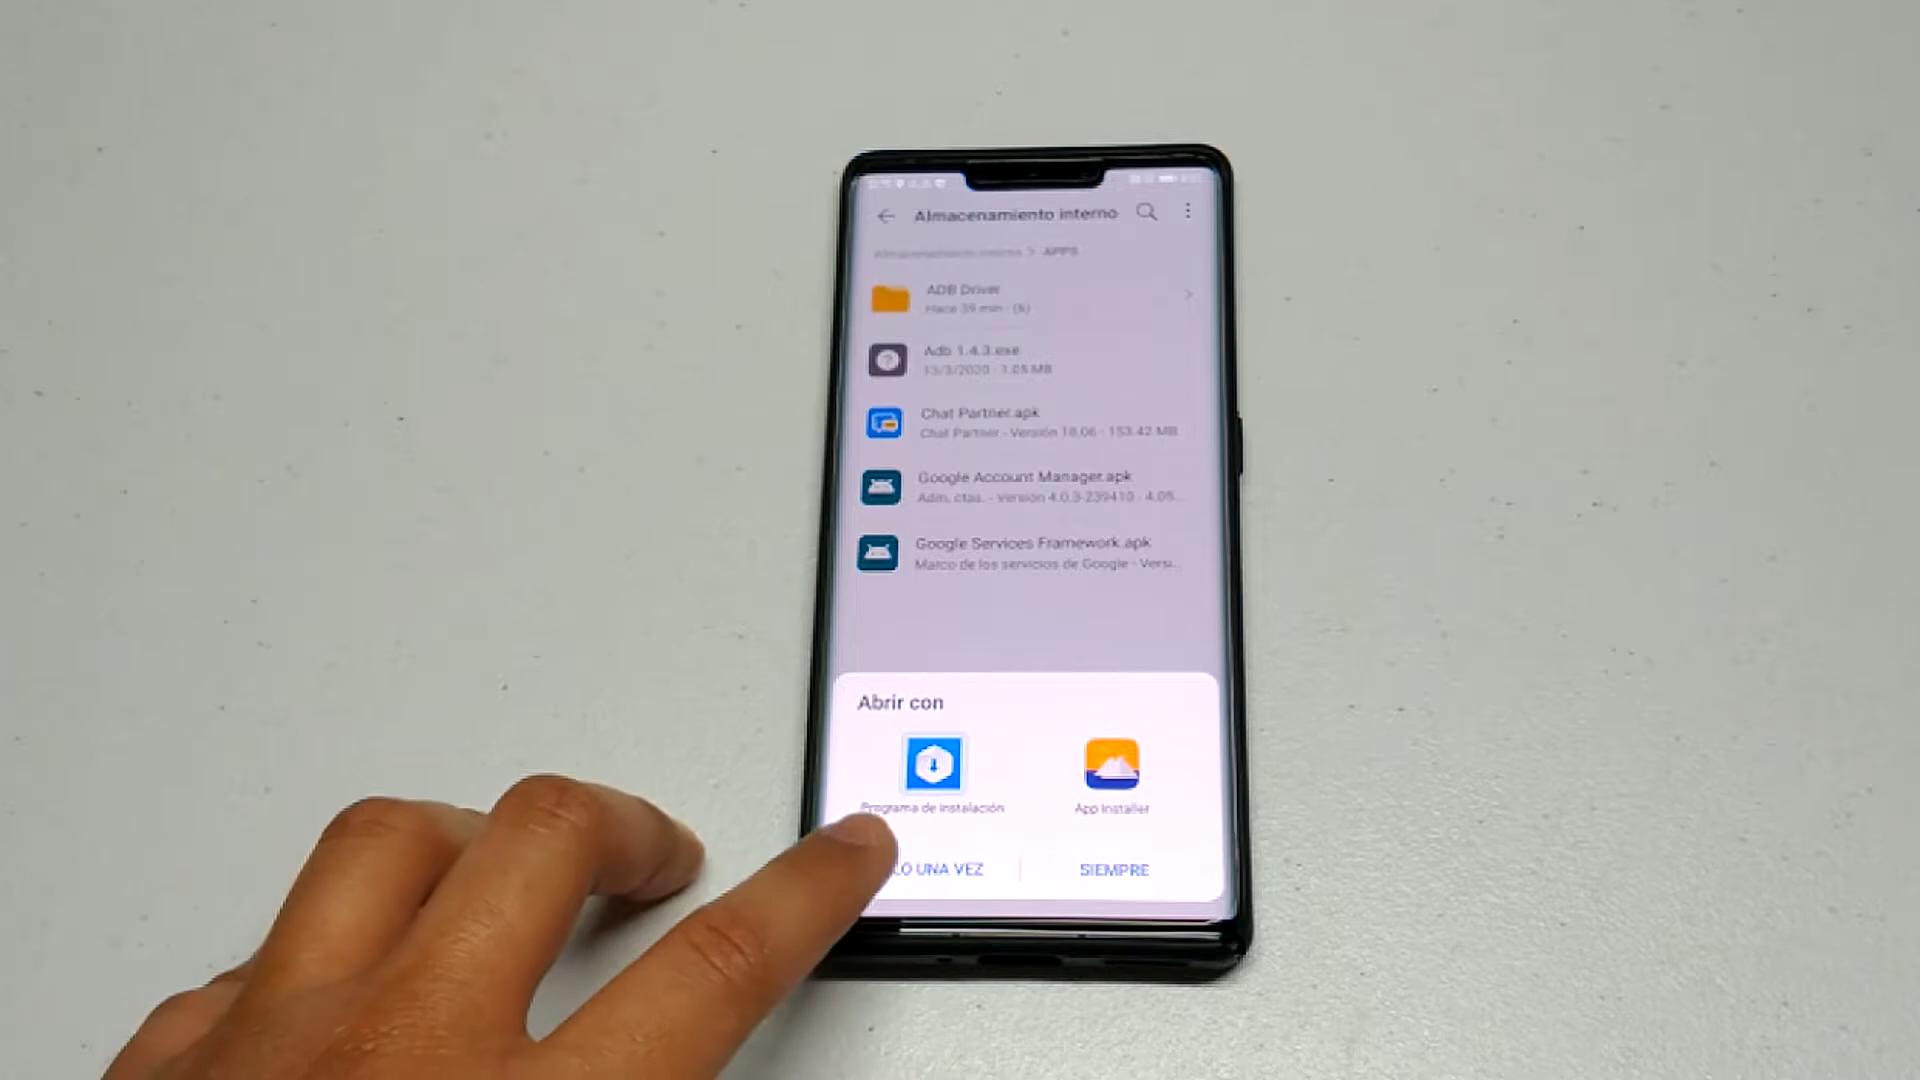 Almacenamiento interno
Almacenamiento interno > APPS
ADB Driver
Hace 39 min - (6)
Adb 1.4.3.exe
13/3/2020 - 1.05 MB
Chat Partner.apk
Chat Partner - Versión 18.06 - 153.42 MB
Google Account Manager.apk
Adm. ctas. - Versión 4.0.3-239410 - 4,05...
Google Services Framework.apk
Marco de los servicios de Google - Versi...
Abrir con
Programa de instalación
App Installer
LO UNA VEZ
SIEMPRE